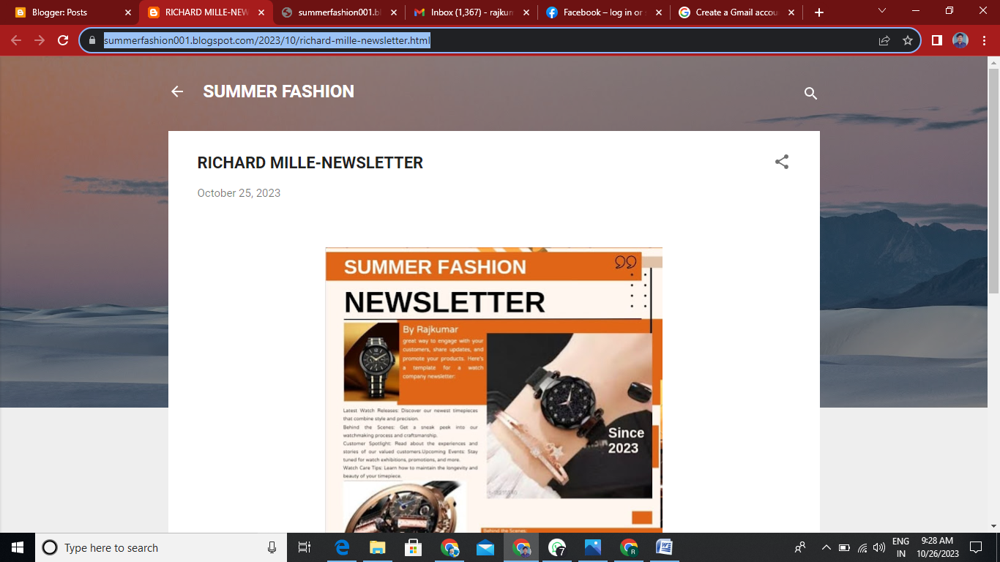 Blogger: Posts
RICHARD MILLE-NEW
summerfashion001.bl
Inbox (1,367) - rajkum
Facebook – log in or s
Create a Gmail accou
summerfashion001.blogspot.com/2023/10/richard-mille-newsletter.html
SUMMER FASHION
RICHARD MILLE-NEWSLETTER
October 25, 2023
SUMMER FASHION
NEWSLETTER
By Rajkumar
great way to engage with your
customers, share updates, and
promote your products. Here's
a template for a watch
company newsletter:
Latest Watch Releases: Discover our newest timepieces
that combine style and precision.
Behind the Scenes: Get a sneak peek into our
watchmaking process and craftsmanship.
Customer Spotlight: Read about the experiences and
stories of our valued customers.Upcoming Events: Stay
tuned for watch exhibitions, promotions, and more.
Watch Care Tips: Learn how to maintain the longevity and
beauty of your timepiece.
Since
2023
Behind the Scenes:
Type here to search
7
R
ENG
IN
9:28 AM
10/26/2023